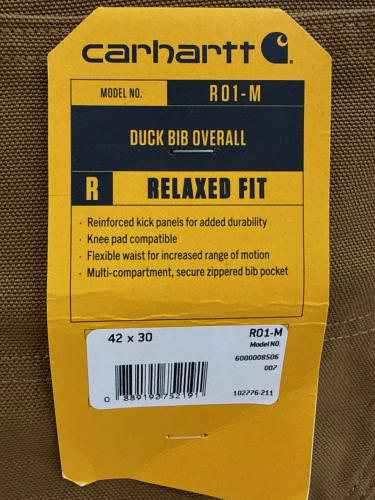 carhartt
MODEL NO. R01-M
DUCK BIB OVERALL
R RELAXED FIT
· Reinforced kick panels for added durability
· Knee pad compatible
· Flexible waist for increased range of motion
· Multi-compartment, secure zippered bib pocket
42 x 30 R01-M
Model NO.
6000008506
007
0 889192752191
102776-211